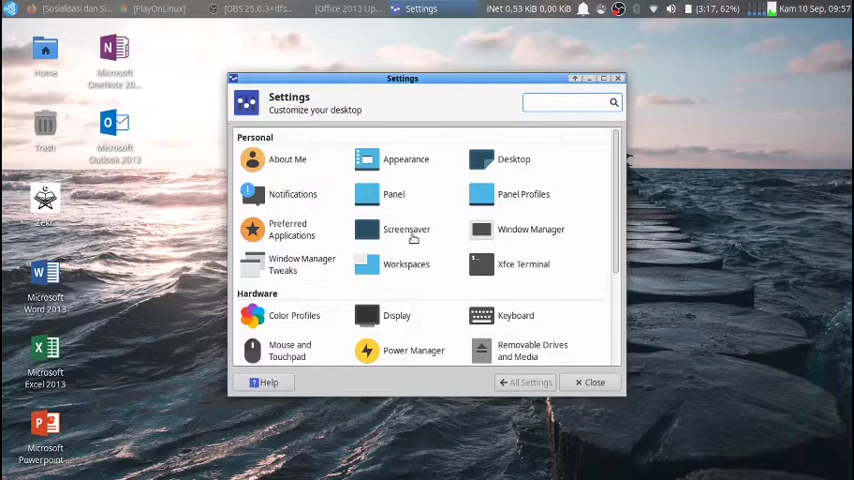 [Sosialisasi dan Si...
[PlayOnLinux]
[OBS 25.0.3+dfs...
[Office 2013 Up...
Settings
iNet 0,53 KiB 0,00 KiB
(3:17, 62%)
Kam 10 Sep, 09:57
Home
Microsoft
OneNote 20...
Trash
Microsoft
Outlook 2013
Zekr
Microsoft
Word 2013
Microsoft
Excel 2013
Microsoft
Powerpoint ...
Settings
Settings
Customize your desktop
Personal
About Me
Appearance
Desktop
Notifications
Panel
Panel Profiles
Preferred
Applications
Screensaver
Window Manager
Window Manager
Tweaks
Workspaces
Xfce Terminal
Hardware
Color Profiles
Display
Keyboard
Mouse and
Touchpad
Power Manager
Removable Drives
and Media
Help
All Settings
Close